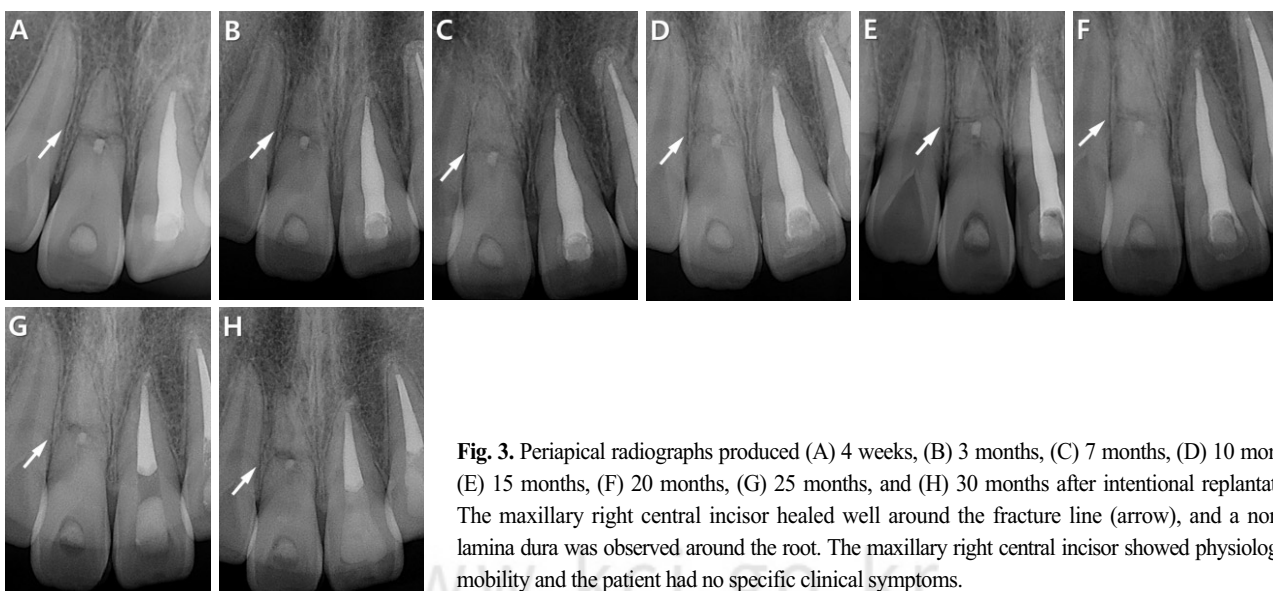 A B C D E F
G H
Fig. 3. Periapical radiographs produced (A) 4 weeks, (B) 3 months, (C) 7 months, (D) 10 mon
(E) 15 months, (F) 20 months, (G) 25 months, and (H) 30 months after intentional replantat
The maxillary right central incisor healed well around the fracture line (arrow), and a nor
lamina dura was observed around the root. The maxillary right central incisor showed physiolog
mobility and the patient had no specific clinical symptoms.